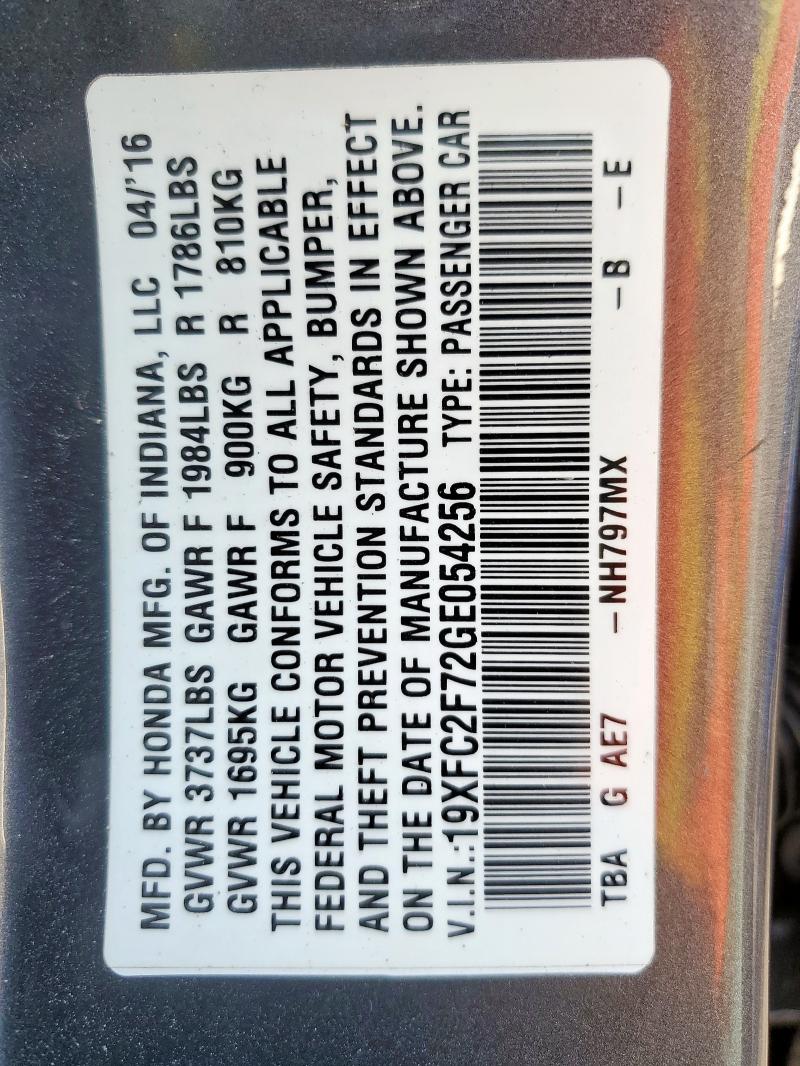 MFD. BY HONDA MFG. OF INDIANA, LLC 04/'16
GVWR 3737LBS GAWR F 1984LBS R 1786LBS
GVWR 1695KG GAWR F 900KG R 810KG
THIS VEHICLE CONFORMS TO ALL APPLICABLE
FEDERAL MOTOR VEHICLE SAFETY, BUMPER,
AND THEFT PREVENTION STANDARDS IN EFFECT
ON THE DATE OF MANUFACTURE SHOWN ABOVE.
V.I.N.:19XFC2F72GE054256 TYPE: PASSENGER CAR
TBA G AE7 –NH797MX –B –E